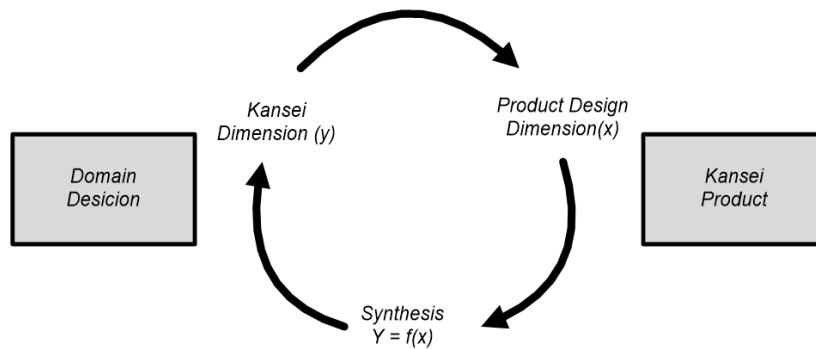 Kansei
Dimension (y)
Product Design
Dimension(x)
Domain
Desicion
Kansei
Product
Synthesis
Y = f(x)